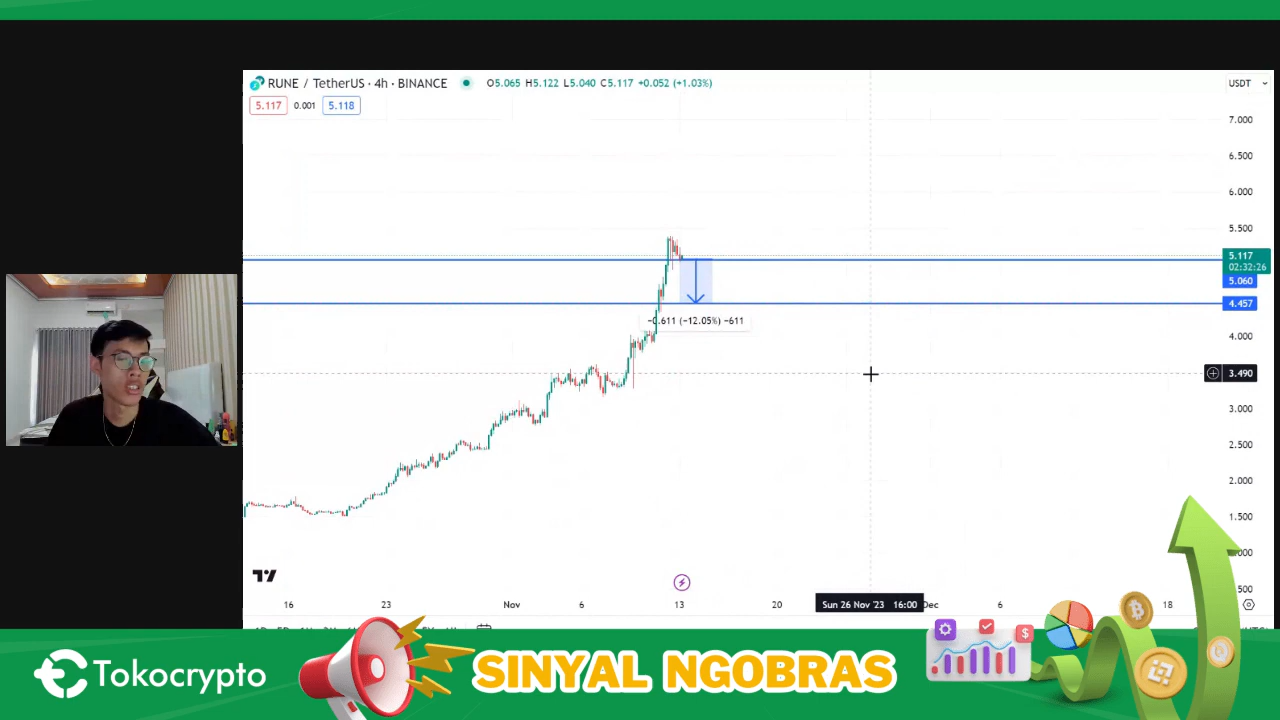 RUNE / TetherUS · 4h · BINANCE O5.065 H5.122 L5.040 C5.117 +0.052 (+1.03%)
USDT
5.117 0.001 5.118
7.000
6.500
6.000
5.500
5.117
02:32:26
5.060
4.457
-0.611 (-12.05%) -611
4.000
3.490
3.000
2.500
2.000
1.500
16 23 Nov 6 13 20 Sun 26 Nov '23 16:00 Dec 6 18
Tokocrypto
SINYAL NGOBRAS